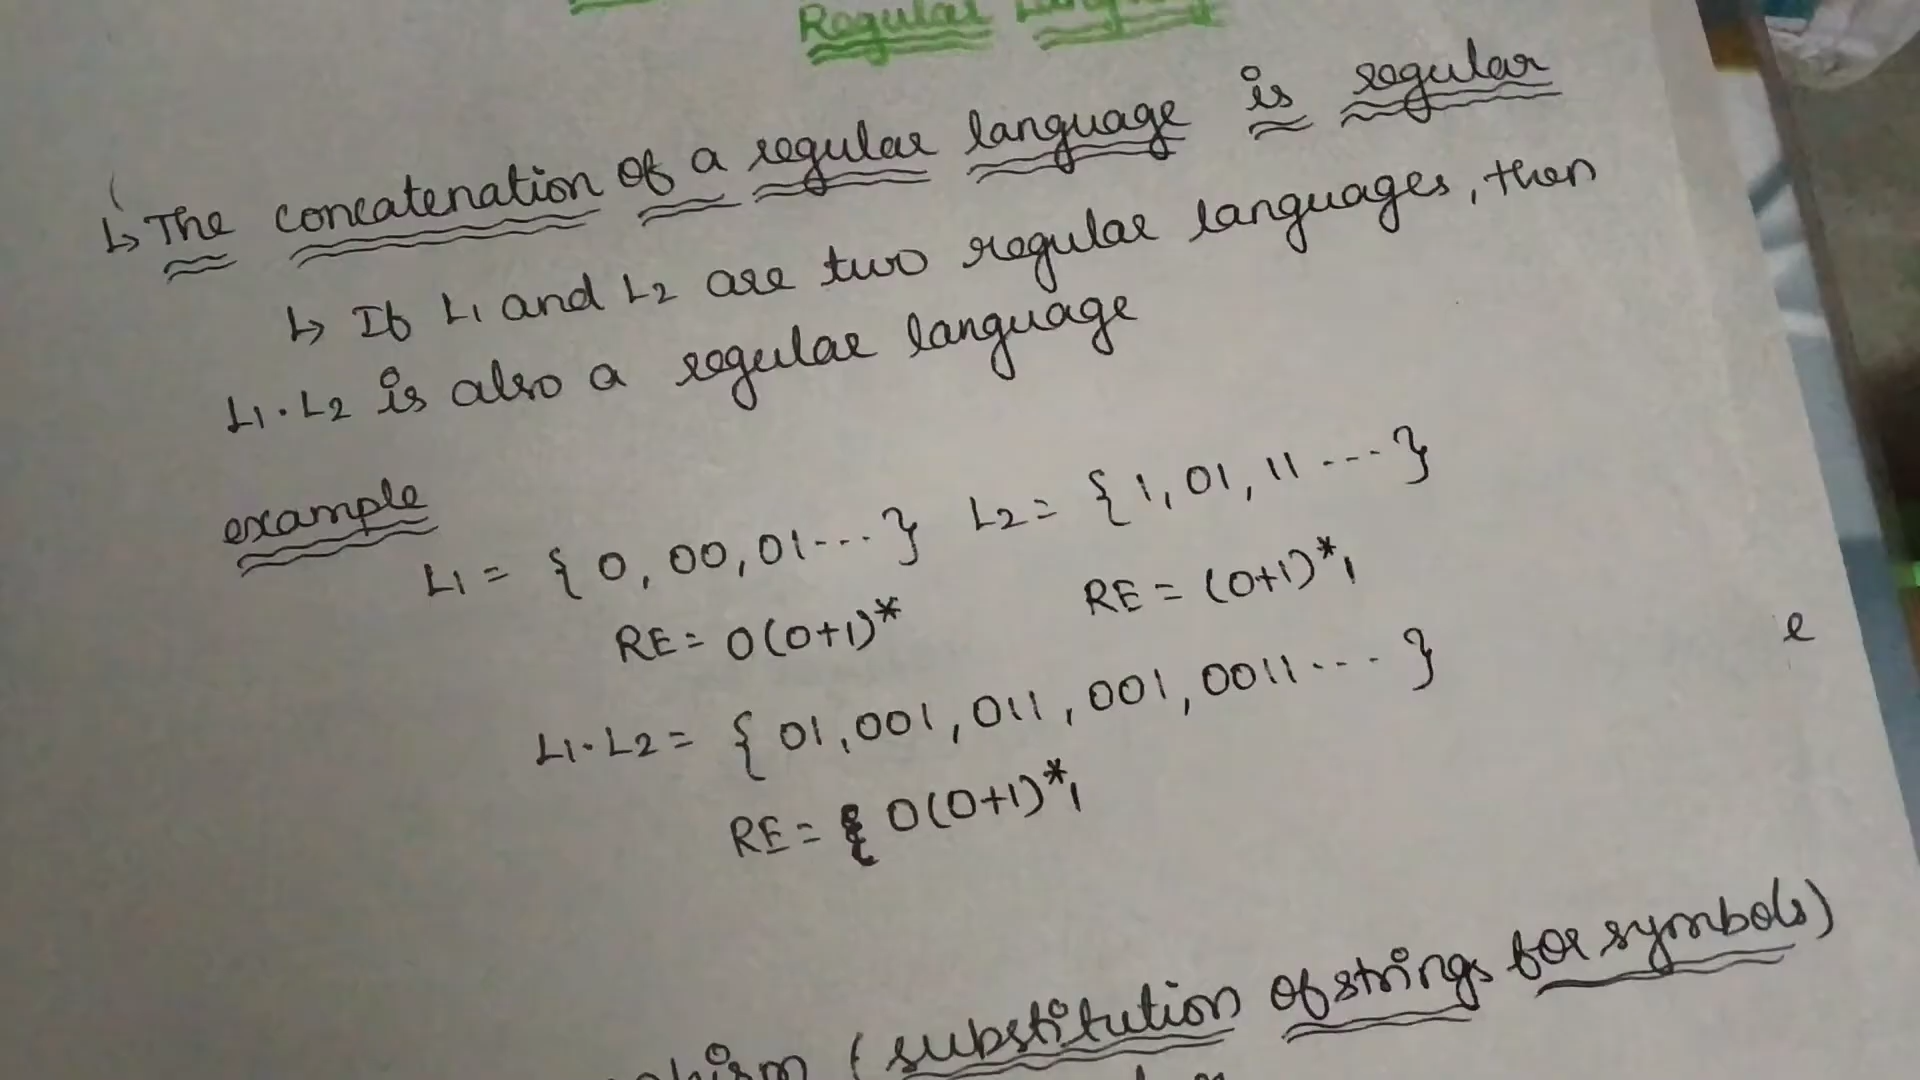 Regular
↳ The concatenation of a regular language is regular
↳ If L1 and L2 are two regular languages, then
L1.L2 is also a regular language
example
L1 = { 0, 00, 01--- } L2 = { 1, 01, 11 --- }
RE = 0(0+1)* RE = (0+1)*1
e
L1.L2 = { 01, 001, 011, 001, 0011 --- }
RE = 0(0+1)*1
(substitution of strings for symbols)